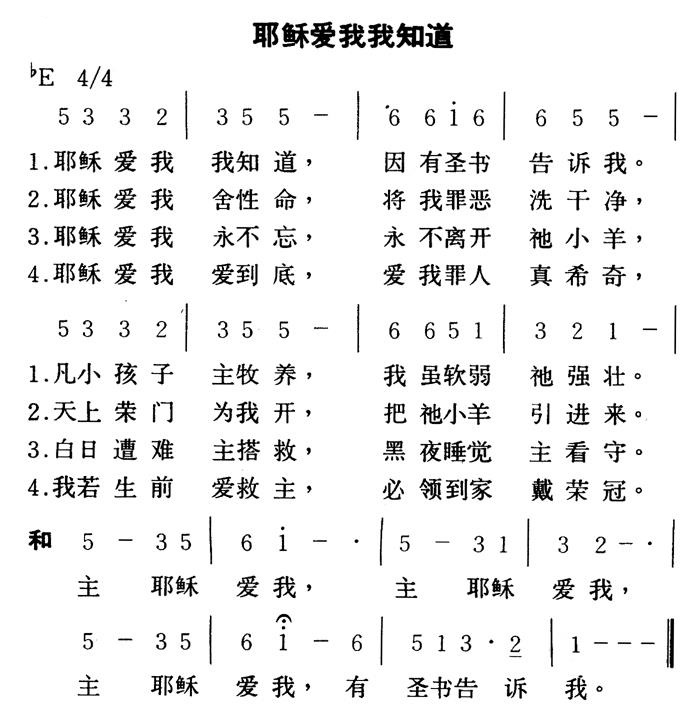 耶稣爱我我知道
♭E 4/4
5 3 3 2 | 3 5 5 － | 6 6 i̇ 6 | 6 5 5 － |
1.耶稣爱我 我知道， 因有圣书 告诉我。
2.耶稣爱我 舍性命， 将我罪恶 洗干净，
3.耶稣爱我 永不忘， 永不离开 祂小羊，
4.耶稣爱我 爱到底， 爱我罪人 真希奇，
5 3 3 2 | 3 5 5 － | 6 6 5 1 | 3 2 1 － |
1.凡小孩子 主牧养， 我虽软弱 祂强壮。
2.天上荣门 为我开， 把祂小羊 引进来。
3.白日遭难 主搭救， 黑夜睡觉 主看守。
4.我若生前 爱救主， 必领到家 戴荣冠。
和 5 － 3 5 | 6 i̇ － · | 5 － 3 1 | 3 2 － · |
主 耶稣 爱我， 主 耶稣 爱我，
5 － 3 5 | 6 i̇ － 6 | 5 1 3 · 2 | 1 － － － ‖
主 耶稣 爱我， 有 圣书告诉 我。